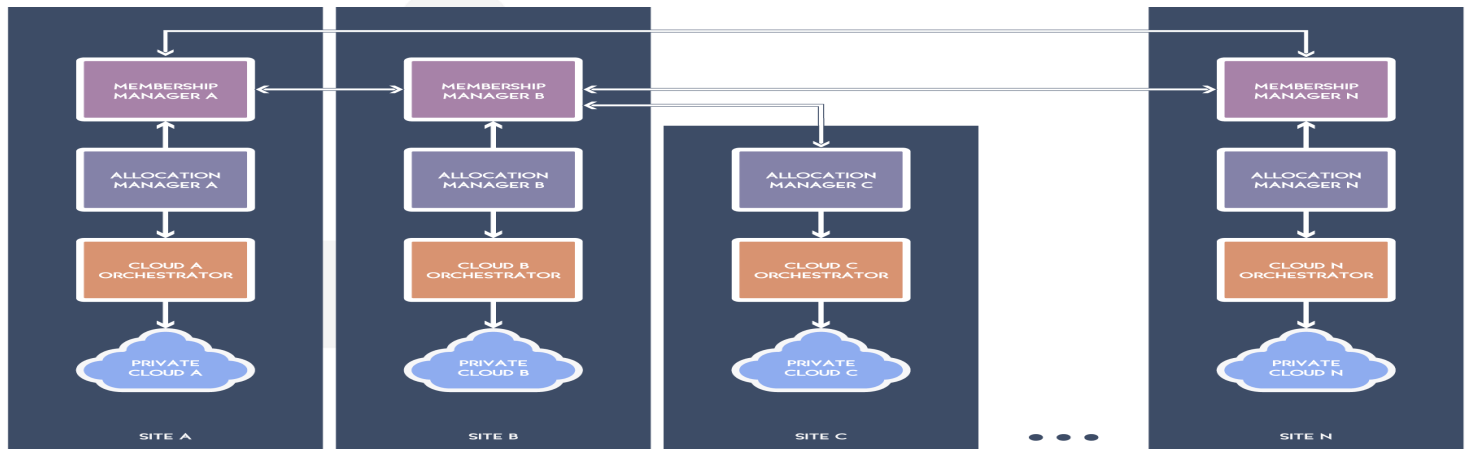 MEMBERSHIP
MANAGER A
MEMBERSHIP
MANAGER B
MEMBERSHIP
MANAGER N
ALLOCATION
MANAGER A
ALLOCATION
MANAGER B
ALLOCATION
MANAGER C
ALLOCATION
MANAGER N
CLOUD A
ORCHESTRATOR
CLOUD B
ORCHESTRATOR
CLOUD C
ORCHESTRATOR
CLOUD N
ORCHESTRATOR
PRIVATE
CLOUD A
PRIVATE
CLOUD B
PRIVATE
CLOUD C
PRIVATE
CLOUD N
SITE A
SITE B
SITE C
SITE N